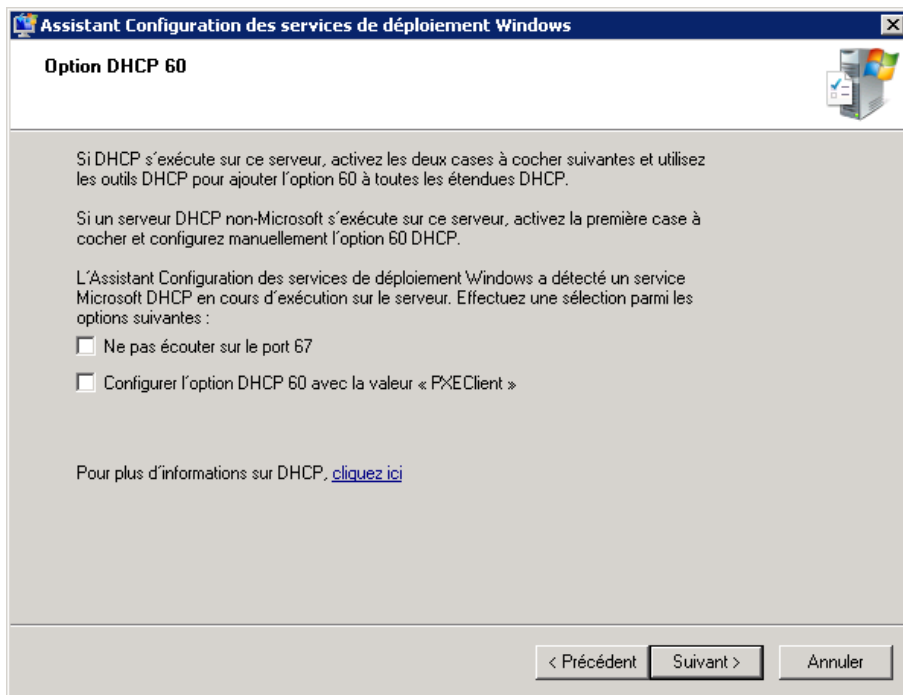 Assistant Configuration des services de déploiement Windows
Option DHCP 60
Si DHCP s´exécute sur ce serveur, activez les deux cases à cocher suivantes et utilisez
les outils DHCP pour ajouter l´option 60 à toutes les étendues DHCP.
Si un serveur DHCP non-Microsoft s´exécute sur ce serveur, activez la première case à
cocher et configurez manuellement l´option 60 DHCP.
L´Assistant Configuration des services de déploiement Windows a détecté un service
Microsoft DHCP en cours d´exécution sur le serveur. Effectuez une sélection parmi les
options suivantes :
Ne pas écouter sur le port 67
Configurer l´option DHCP 60 avec la valeur « PXEClient »
Pour plus d´informations sur DHCP, cliquez ici
< Précédent Suivant > Annuler